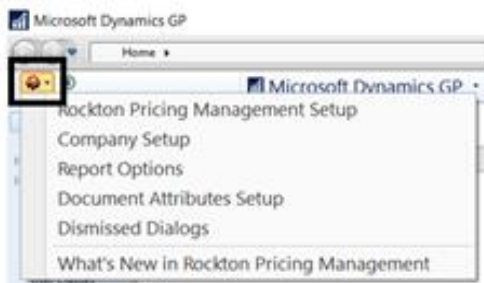 Microsoft Dynamics GP
Home
Microsoft Dynamics GP
Rockton Pricing Management Setup
Company Setup
Report Options
Document Attributes Setup
Dismissed Dialogs
What's New in Rockton Pricing Management